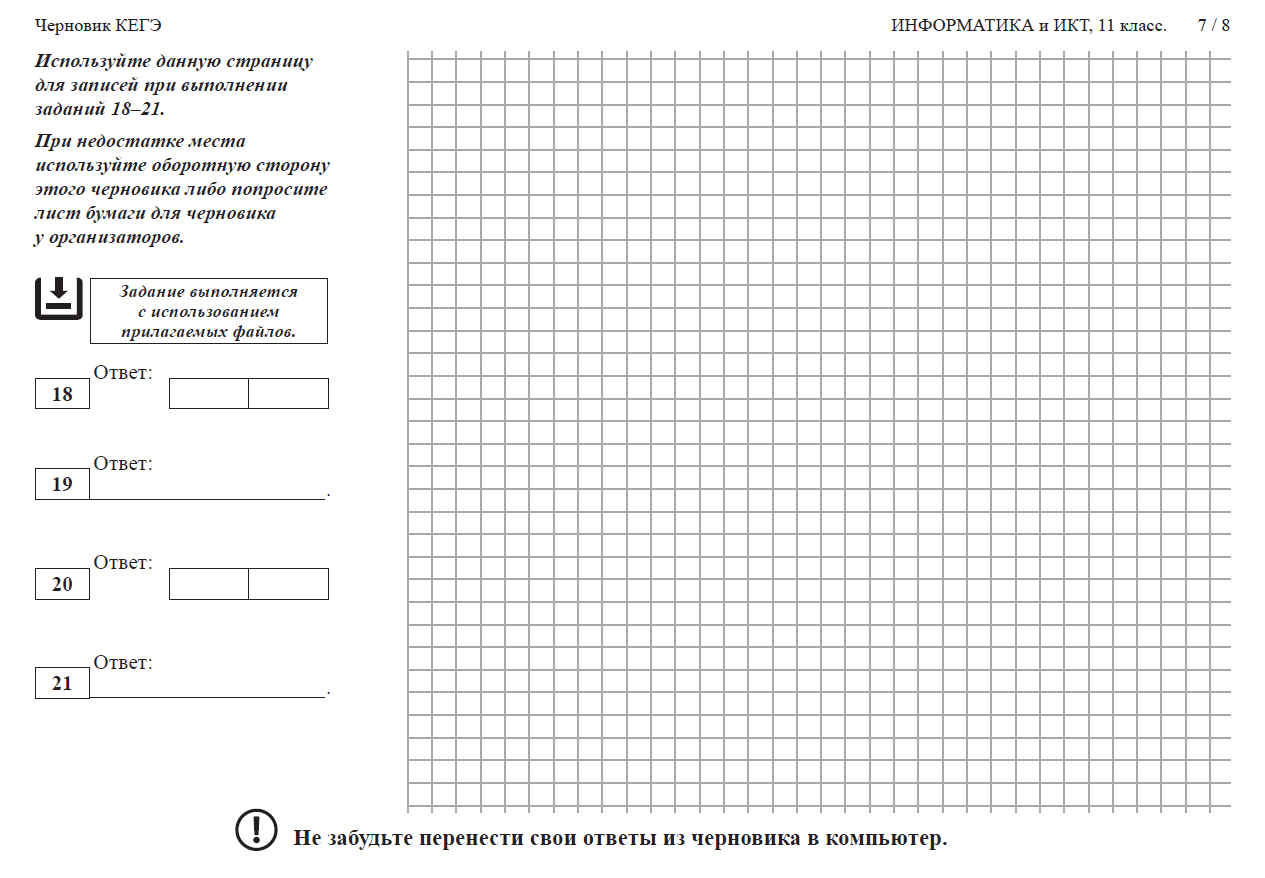 Черновик КЕГЭ
ИНФОРМАТИКА и ИКТ, 11 класс. 7 / 8
Используйте данную страницу
для записей при выполнении
заданий 18–21.
При недостатке места
используйте оборотную сторону
этого черновика либо попросите
лист бумаги для черновика
у организаторов.
Задание выполняется
с использованием
прилагаемых файлов.
Ответ:
18
Ответ:
19 .
Ответ:
20
Ответ:
21 .
! Не забудьте перенести свои ответы из черновика в компьютер.